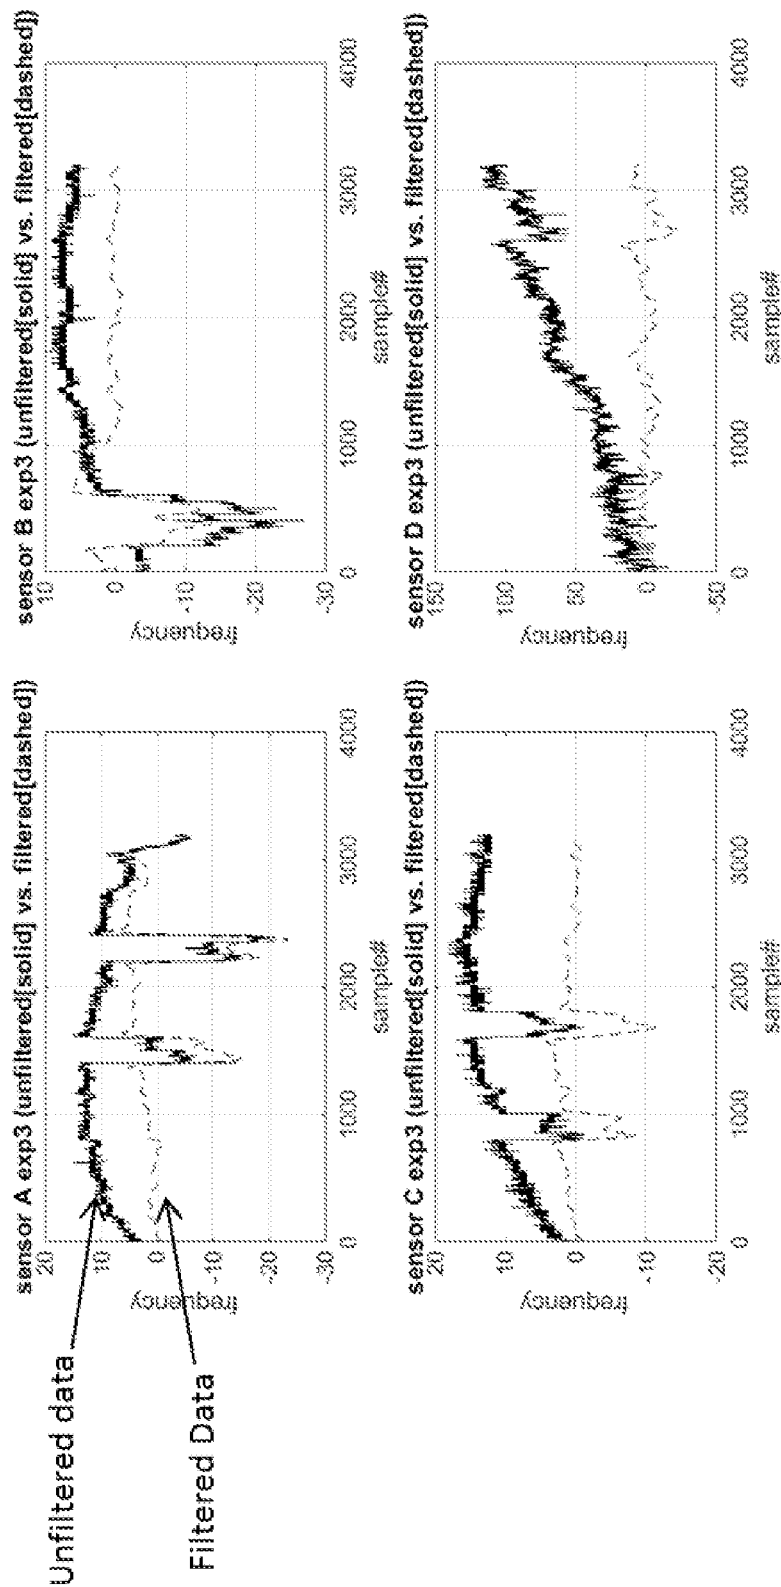 Unfiltered data
Filtered Data
sensor A exp3 (unfiltered[solid] vs. filtered[dashed])
frequency
20
10
0
-10
-20
-30
0
1000
2000
3000
4000
sample#
sensor B exp3 (unfiltered[solid] vs. filtered[dashed])
frequency
10
0
-10
-20
-30
0
1000
2000
3000
4000
sample#
sensor C exp3 (unfiltered[solid] vs. filtered[dashed])
frequency
20
10
0
-10
-20
0
1000
2000
3000
4000
sample#
sensor D exp3 (unfiltered[solid] vs. filtered[dashed])
frequency
150
100
50
0
-50
0
1000
2000
3000
4000
sample#